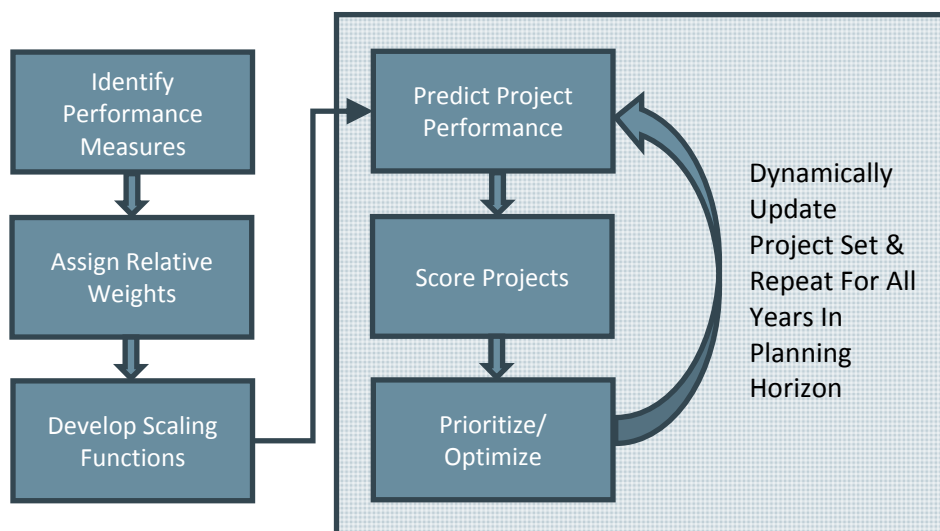 Identify
Performance
Measures
Assign Relative
Weights
Develop Scaling
Functions
Predict Project
Performance
Score Projects
Prioritize/
Optimize
Dynamically
Update
Project Set &
Repeat For All
Years In
Planning
Horizon